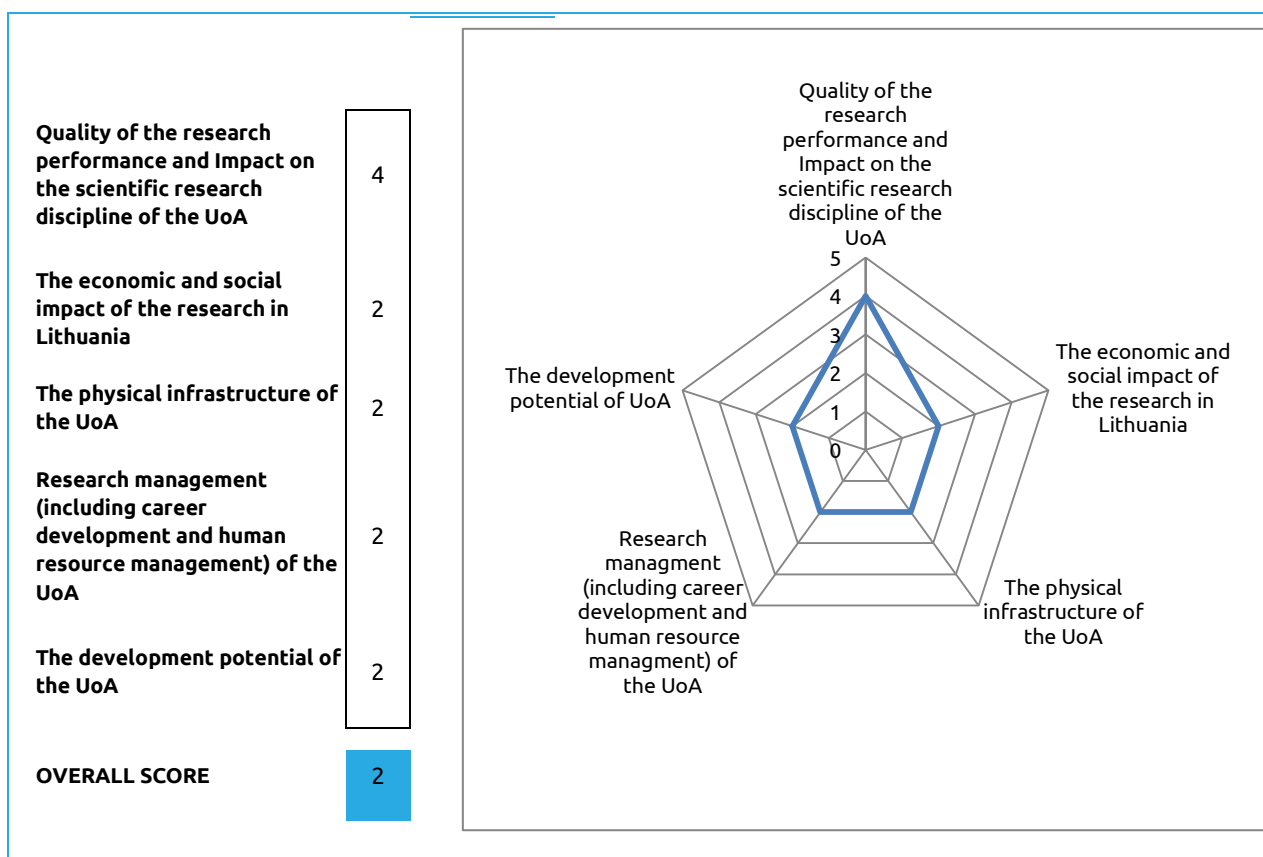 Quality of the research
performance and Impact on
the scientific research
discipline of the UoA
4
The economic and social
impact of the research in
Lithuania
2
The physical infrastructure of
the UoA
2
Research management
(including career
development and human
resource management) of the
UoA
2
The development potential of
the UoA
2
OVERALL SCORE
2
Quality of the
research
performance and
Impact on the
scientific research
discipline of the
UoA
5
4
3
2
1
0
The economic and
social impact of
the research in
Lithuania
The physical
infrastructure of
the UoA
Research
managment
(including career
development and
human resource
managment) of
the UoA
The development
potential of UoA